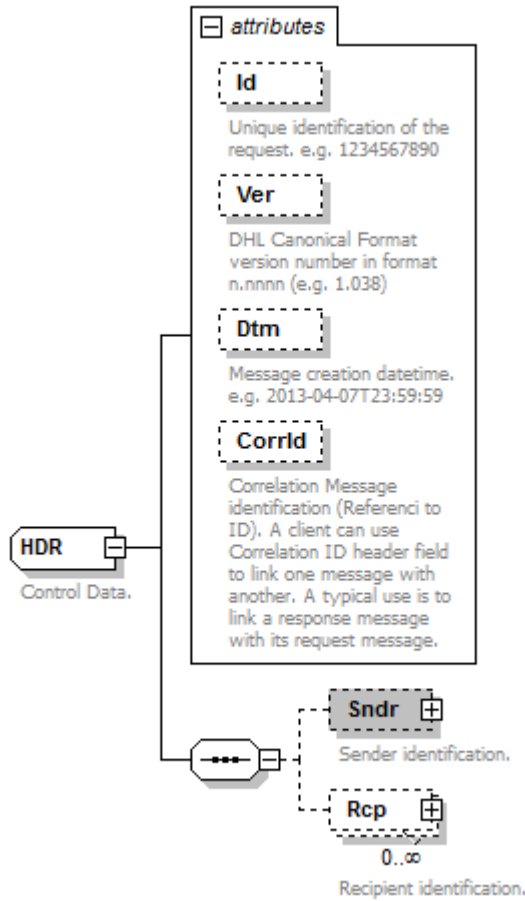 attributes
Id
Unique identification of the
request. e.g. 1234567890
Ver
DHL Canonical Format
version number in format
n.nnnn (e.g. 1.038)
Dtm
Message creation datetime.
e.g. 2013-04-07T23:59:59
CorrId
Correlation Message
identification (Referenci to
ID). A client can use
Correlation ID header field
to link one message with
another. A typical use is to
link a response message
with its request message.
HDR
Control Data.
Sndr
Sender identification.
Rcp
0..∞
Recipient identification.